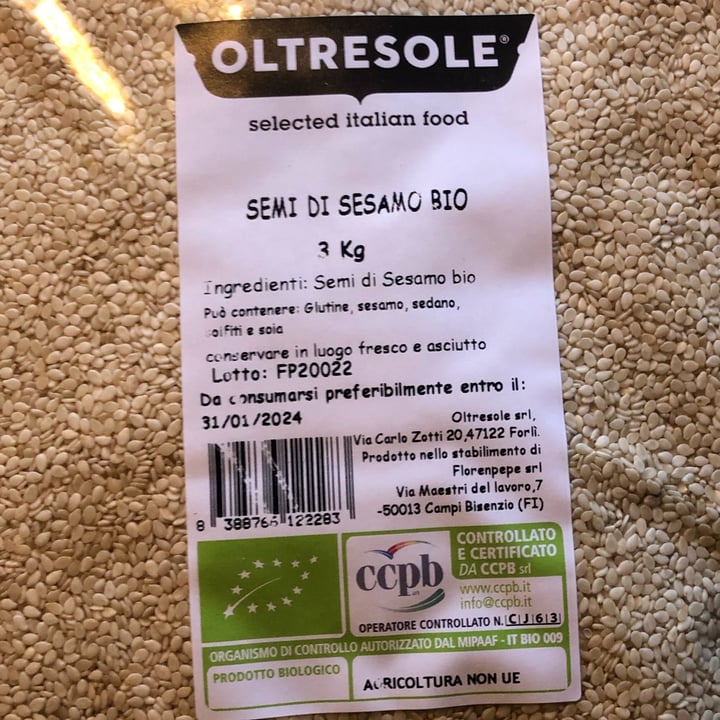 OLTRESOLE®
selected italian food
SEMI DI SESAMO BIO
3 Kg
Ingredienti: Semi di Sesamo bio
Può contenere: Glutine, sesamo, sedano,
solfiti e soia
conservare in luogo fresco e asciutto
Lotto: FP20022
Da consumarsi preferibilmente entro il:
31/01/2024
Oltresole srl,
Via Carlo Zotti 20,47122 Forlì.
Prodotto nello stabilimento di
Florenpepe srl
Via Maestri del lavoro,7
-50013 Campi Bisenzio (FI)
8 388766 122283
ccpb
srl
CONTROLLATO
E CERTIFICATO
DA CCPB srl
www.ccpb.it
info@ccpb.it
OPERATORE CONTROLLATO N. CJ63
ORGANISMO DI CONTROLLO AUTORIZZATO DAL MIPAAF - IT BIO 009
PRODOTTO BIOLOGICO
AGRICOLTURA NON UE